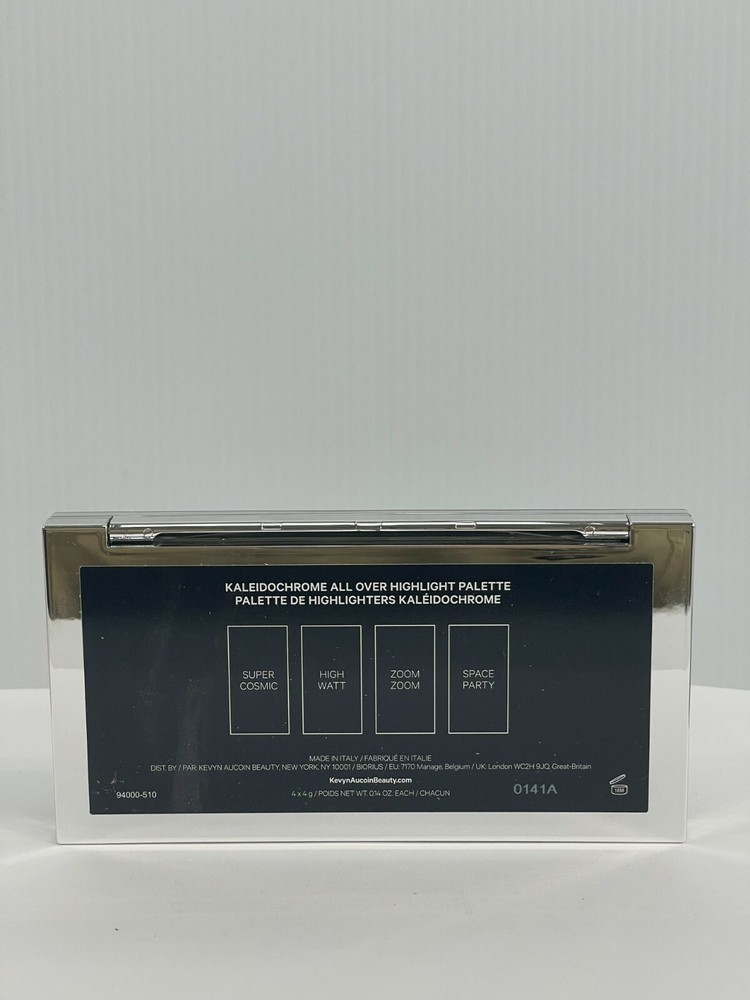 KALEIDOCHROME ALL OVER HIGHLIGHT PALETTE
PALETTE DE HIGHLIGHTERS KALÉIDOCHROME
SUPER
COSMIC
HIGH
WATT
ZOOM
ZOOM
SPACE
PARTY
MADE IN ITALY / FABRIQUÉ EN ITALIE
DIST. BY / PAR: KEVYN AUCOIN BEAUTY, NEW YORK, NY 10001 / BIORIUS / EU: 7170 Manage, Belgium / UK: London WC2H 9JQ, Great-Britain
KevynAucoinBeauty.com
94000-510
4 x 4 g / POIDS NET WT. 0.14 OZ. EACH / CHACUN
0141A
18M